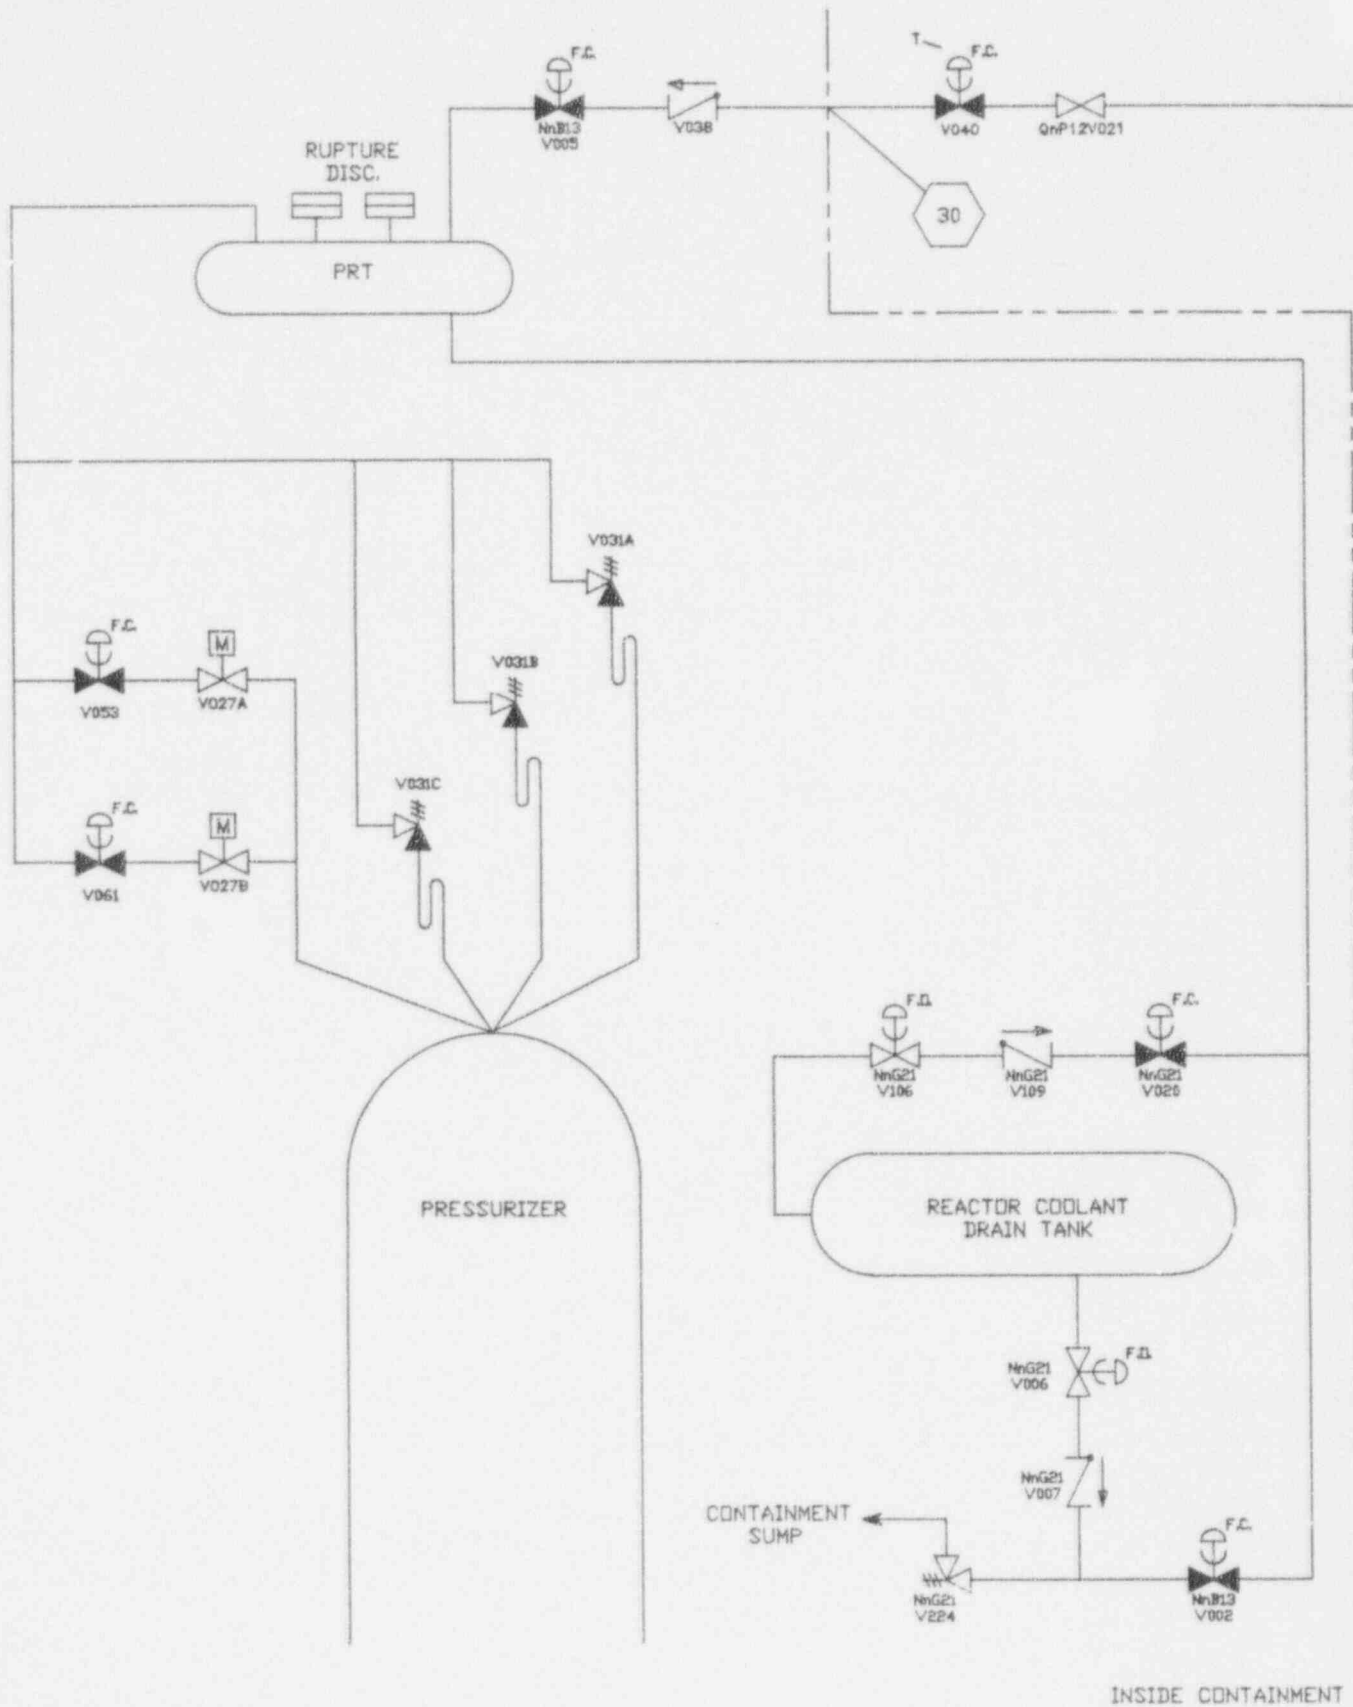 T
F.C.
F.C.
NnB13
V005
V038
V040
QnP12V021
RUPTURE
DISC.
30
PRT
V031A
F.C.
M
V031B
V053
V027A
V031C
F.C.
M
V061
V027B
F.O.
F.C.
NnG21
V106
NnG21
V109
NnG21
V020
PRESSURIZER
REACTOR COOLANT
DRAIN TANK
NnG21
V006
F.O.
NnG21
V007
CONTAINMENT
SUMP
F.C.
NnG21
V224
NnB13
V002
INSIDE CONTAINMENT